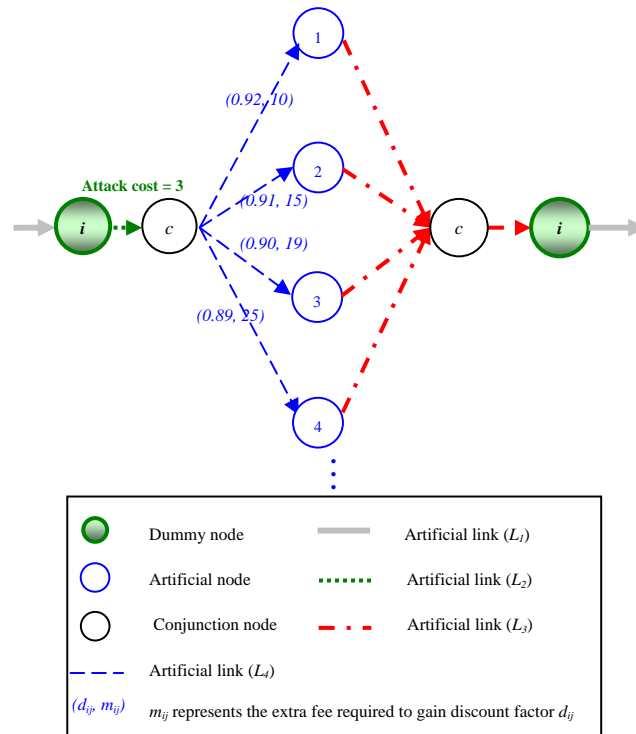 1
(0.92, 10)
2
Attack cost = 3
(0.91, 15)
i
c
c
i
(0.90, 19)
3
(0.89, 25)
4
Dummy node
Artificial link (L1)
Artificial node
Artificial link (L2)
Conjunction node
Artificial link (L3)
Artificial link (L4)
(dij, mij)
mij represents the extra fee required to gain discount factor dij